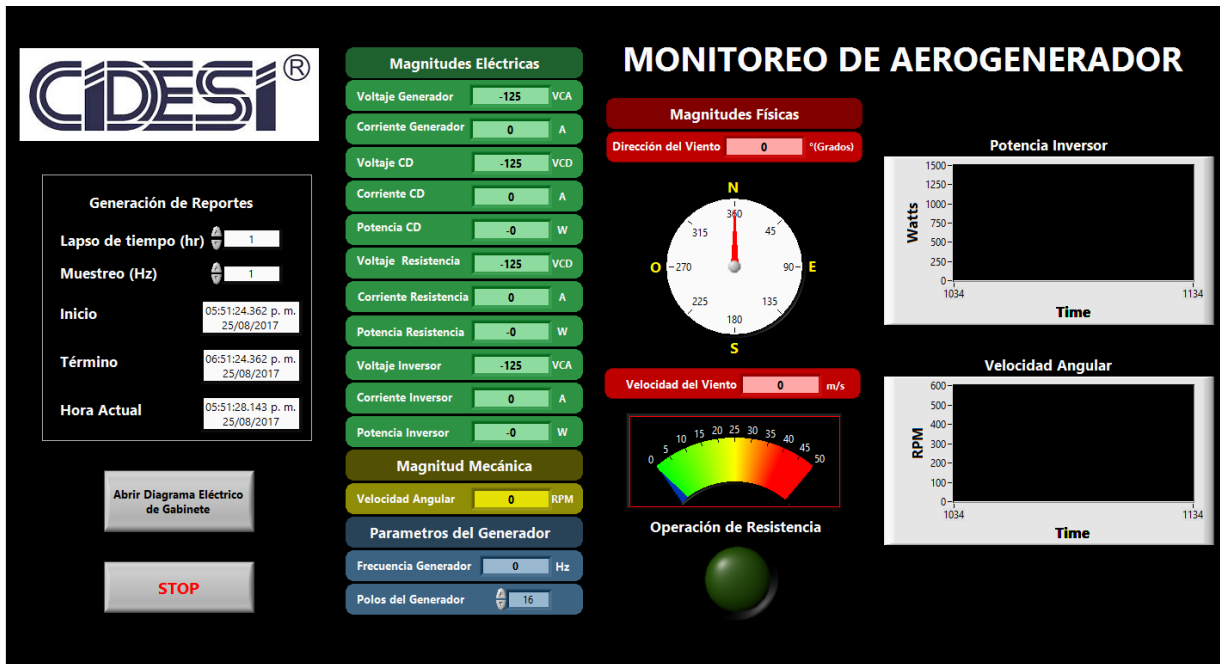 CIDESI®
MONITOREO DE AEROGENERADOR
Generación de Reportes
Lapso de tiempo (hr) 1
Muestreo (Hz) 1
Inicio 05:51:24.362 p. m.
25/08/2017
Término 06:51:24.362 p. m.
25/08/2017
Hora Actual 05:51:28.143 p. m.
25/08/2017
Abrir Diagrama Eléctrico
de Gabinete
STOP
Magnitudes Eléctricas
Voltaje Generador -125 VCA
Corriente Generador 0 A
Voltaje CD -125 VCD
Corriente CD 0 A
Potencia CD -0 W
Voltaje Resistencia -125 VCD
Corriente Resistencia 0 A
Potencia Resistencia -0 W
Voltaje Inversor -125 VCA
Corriente Inversor 0 A
Potencia Inversor -0 W
Magnitud Mecánica
Velocidad Angular 0 RPM
Parametros del Generador
Frecuencia Generador 0 Hz
Polos del Generador 16
Magnitudes Físicas
Dirección del Viento 0 °(Grados)
N
360
315 45
O 270 90 E
225 135
180
S
Velocidad del Viento 0 m/s
0 5 10 15 20 25 30 35 40 45 50
Operación de Resistencia
Potencia Inversor
Watts
1500
1250
1000
750
500
250
0
1034 1134
Time
Velocidad Angular
RPM
600
500
400
300
200
100
0
1034 1134
Time